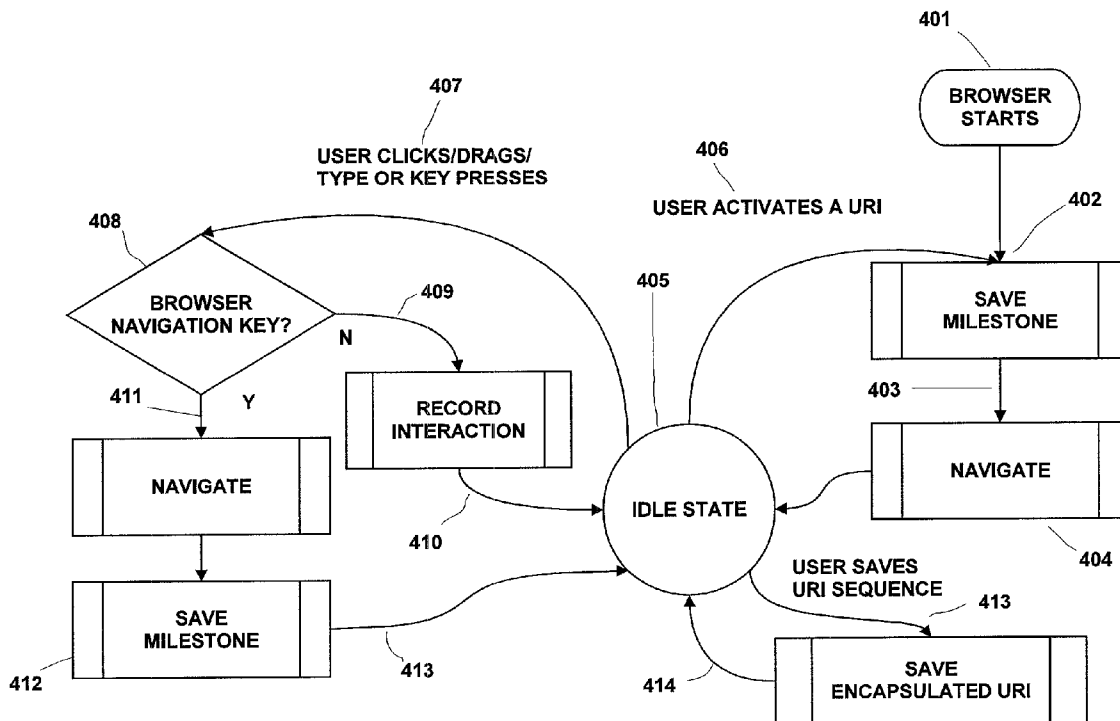 401
BROWSER
STARTS
407
USER CLICKS/DRAGS/
TYPE OR KEY PRESSES
406
USER ACTIVATES A URI
402
408
BROWSER
NAVIGATION KEY?
409
N
405
SAVE
MILESTONE
403
411
Y
RECORD
INTERACTION
NAVIGATE
410
IDLE STATE
NAVIGATE
404
USER SAVES
URI SEQUENCE
413
SAVE
MILESTONE
412
413
414
SAVE
ENCAPSULATED URI